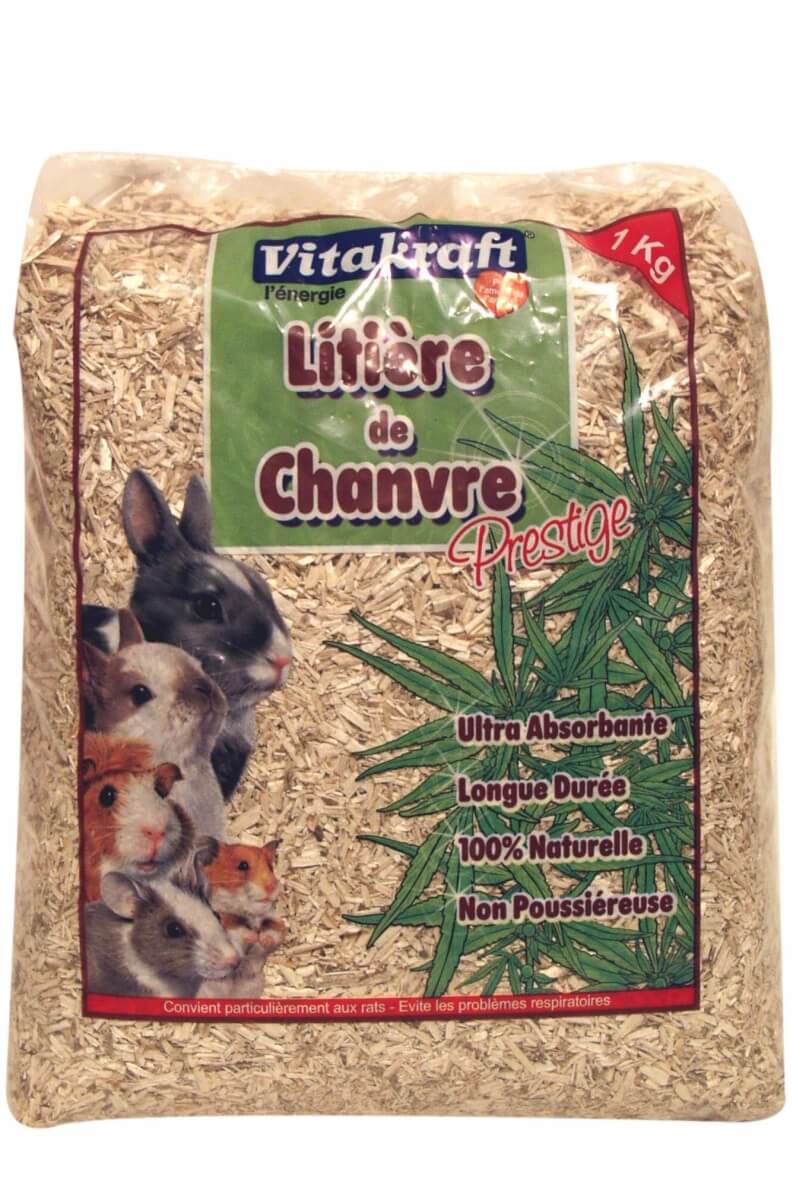 Vitakraft®
l'énergie
1 Kg
Litière
de
Chanvre
Prestige
Ultra Absorbante
Longue Durée
100% Naturelle
Non Poussiéreuse
Convient particulièrement aux rats - Evite les problèmes respiratoires